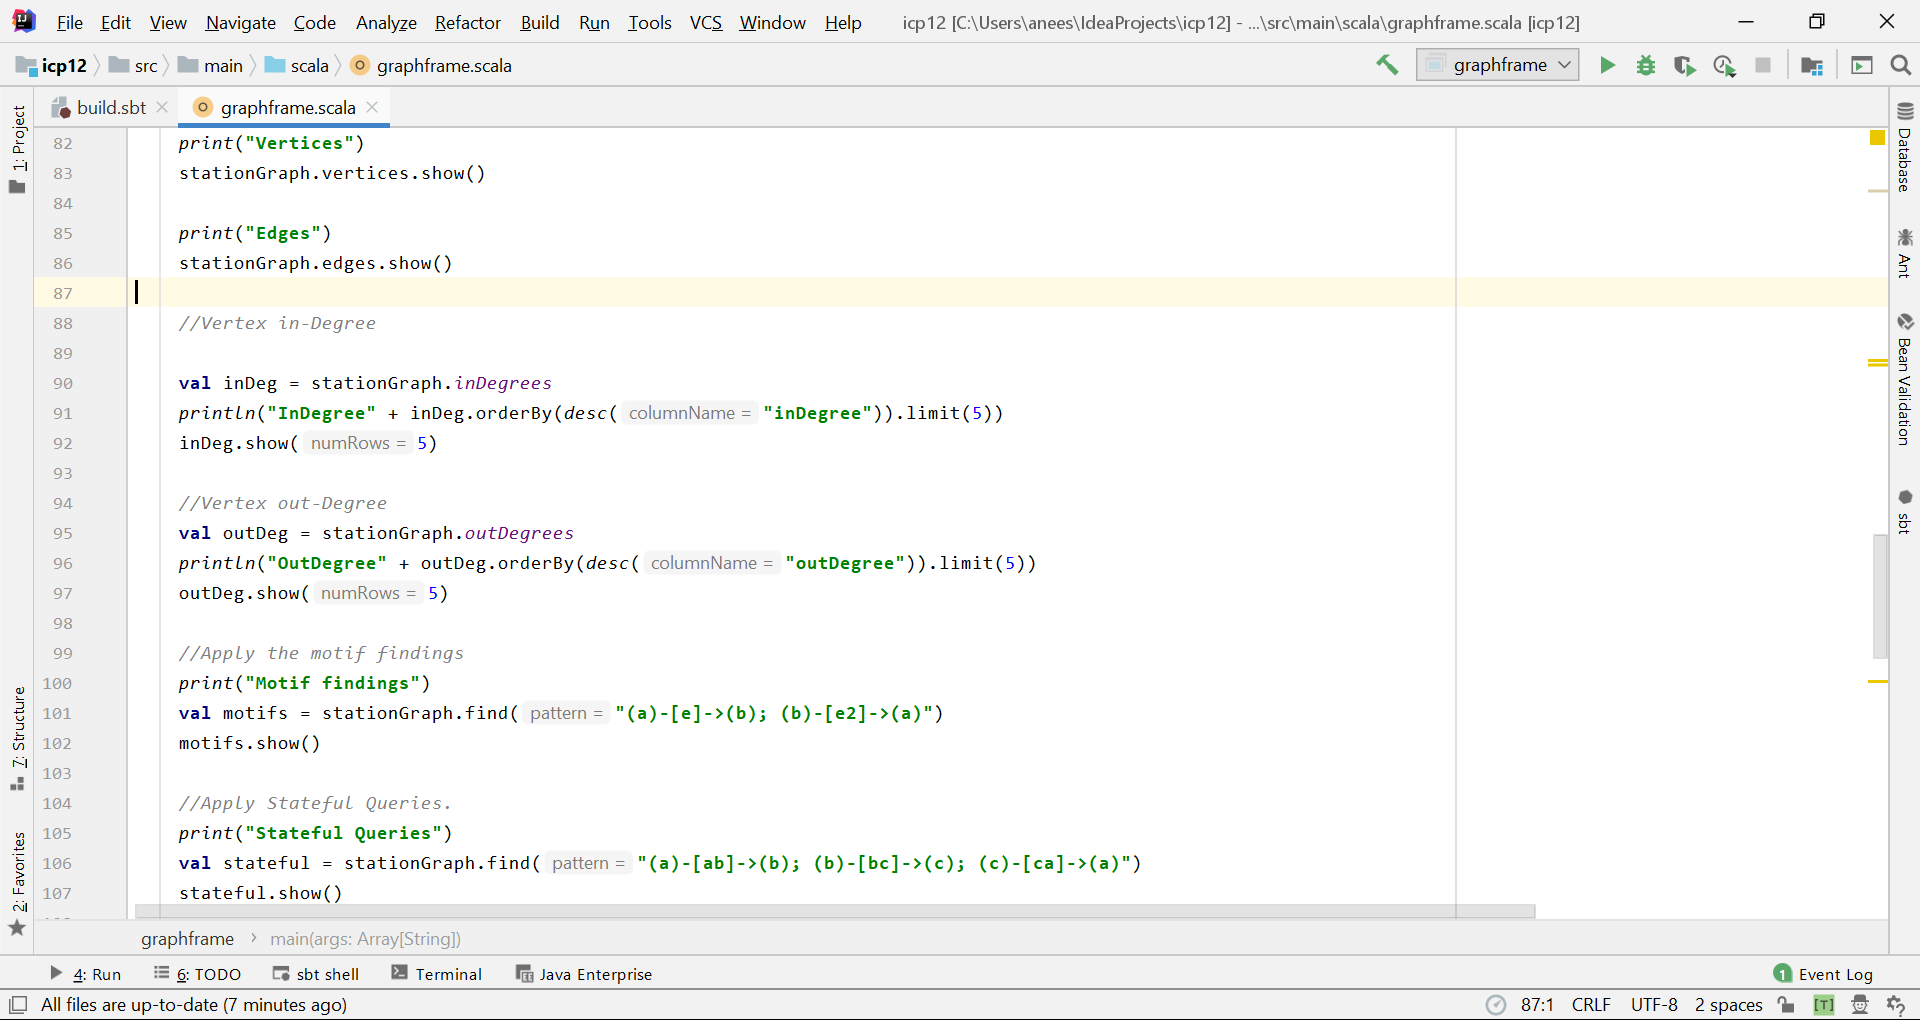 File Edit View Navigate Code Analyze Refactor Build Run Tools VCS Window Help icp12 [C:\Users\anees\IdeaProjects\icp12] - ...\src\main\scala\graphframe.scala [icp12]
icp12 src main scala graphframe.scala graphframe
build.sbt graphframe.scala
1: Project
7: Structure
2: Favorites
82 print("Vertices")
83 stationGraph.vertices.show()
84
85 print("Edges")
86 stationGraph.edges.show()
87
88 //Vertex in-Degree
89
90 val inDeg = stationGraph.inDegrees
91 println("InDegree" + inDeg.orderBy(desc( columnName = "inDegree")).limit(5))
92 inDeg.show( numRows = 5)
93
94 //Vertex out-Degree
95 val outDeg = stationGraph.outDegrees
96 println("OutDegree" + outDeg.orderBy(desc( columnName = "outDegree")).limit(5))
97 outDeg.show( numRows = 5)
98
99 //Apply the motif findings
100 print("Motif findings")
101 val motifs = stationGraph.find( pattern = "(a)-[e]->(b); (b)-[e2]->(a)")
102 motifs.show()
103
104 //Apply Stateful Queries.
105 print("Stateful Queries")
106 val stateful = stationGraph.find( pattern = "(a)-[ab]->(b); (b)-[bc]->(c); (c)-[ca]->(a)")
107 stateful.show()
Database
Ant
Bean Validation
sbt
graphframe › main(args: Array[String])
4: Run 6: TODO sbt shell Terminal Java Enterprise 1 Event Log
All files are up-to-date (7 minutes ago) 87:1 CRLF UTF-8 2 spaces [T]